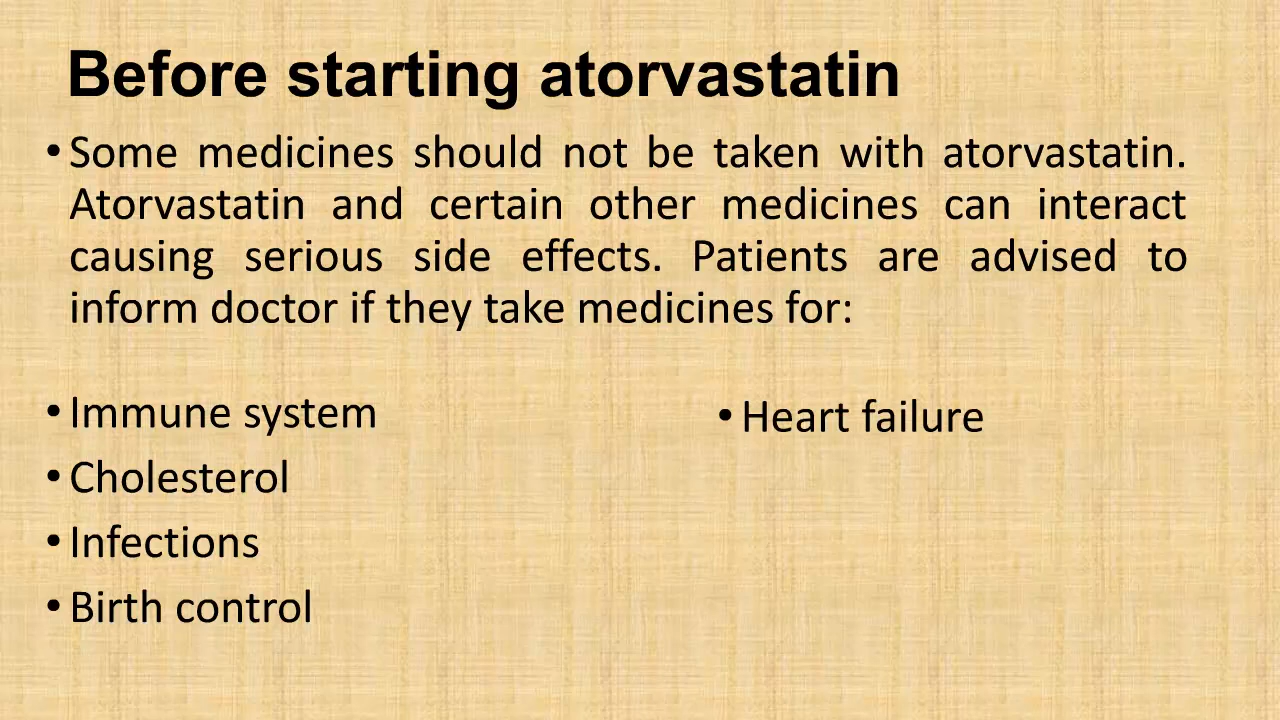 Before starting atorvastatin
• Some medicines should not be taken with atorvastatin.
Atorvastatin and certain other medicines can interact
causing serious side effects. Patients are advised to
inform doctor if they take medicines for:
• Immune system
• Cholesterol
• Infections
• Birth control
• Heart failure